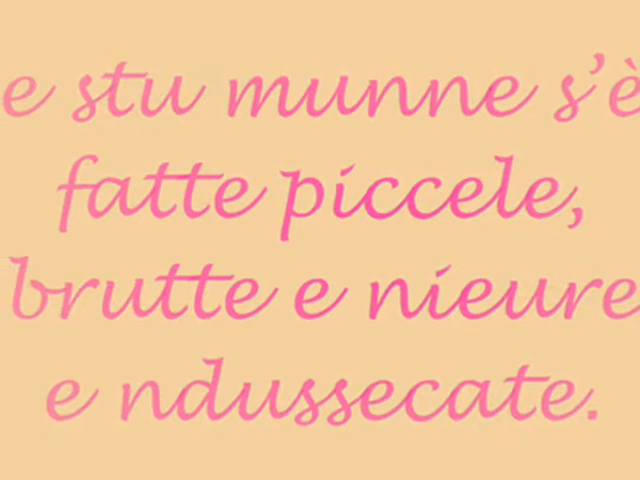 e stu munne s'è
fatte piccele,
brutte e nieure
e ndussecate.